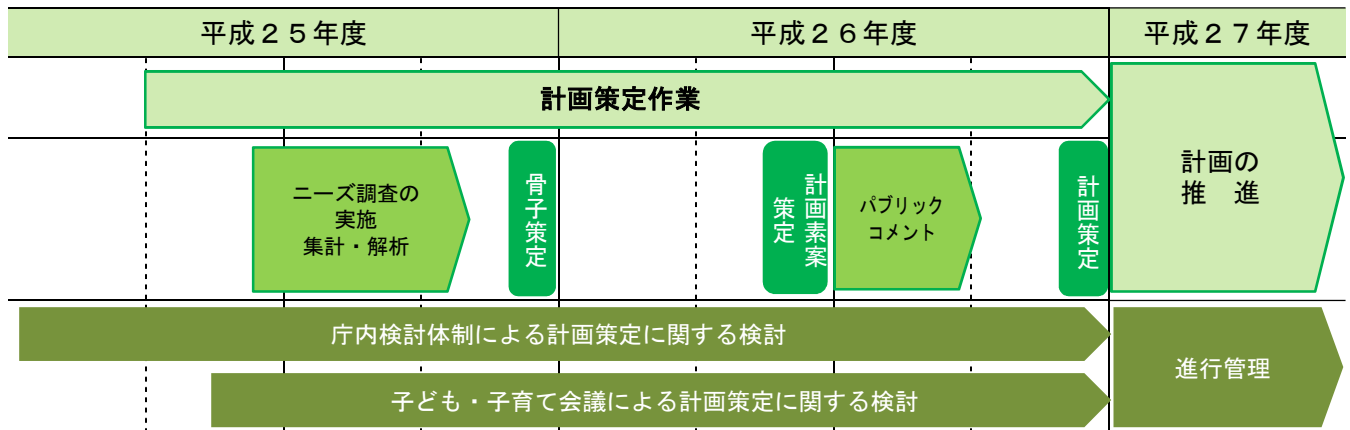 平成２５年度
平成２６年度
平成２７年度
計画策定作業
計画の
推　進
ニーズ調査の
実施
集計・解析
骨子策定
計画素案
策定
パブリック
コメント
計画策定
庁内検討体制による計画策定に関する検討
進行管理
子ども・子育て会議による計画策定に関する検討